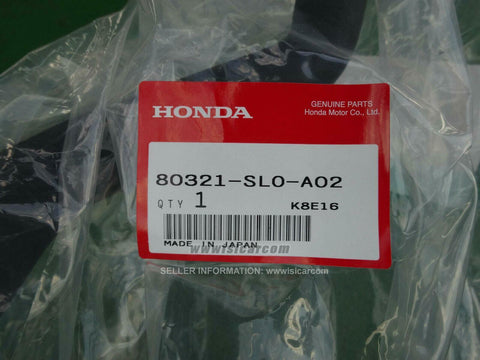 GENUINE PARTS
HONDA Honda Motor Co., Ltd.
80321-SL0-A02
QTY 1 K8E16
MADE IN JAPAN
www.isicar.com
SELLER INFORMATION: www.isicar.com